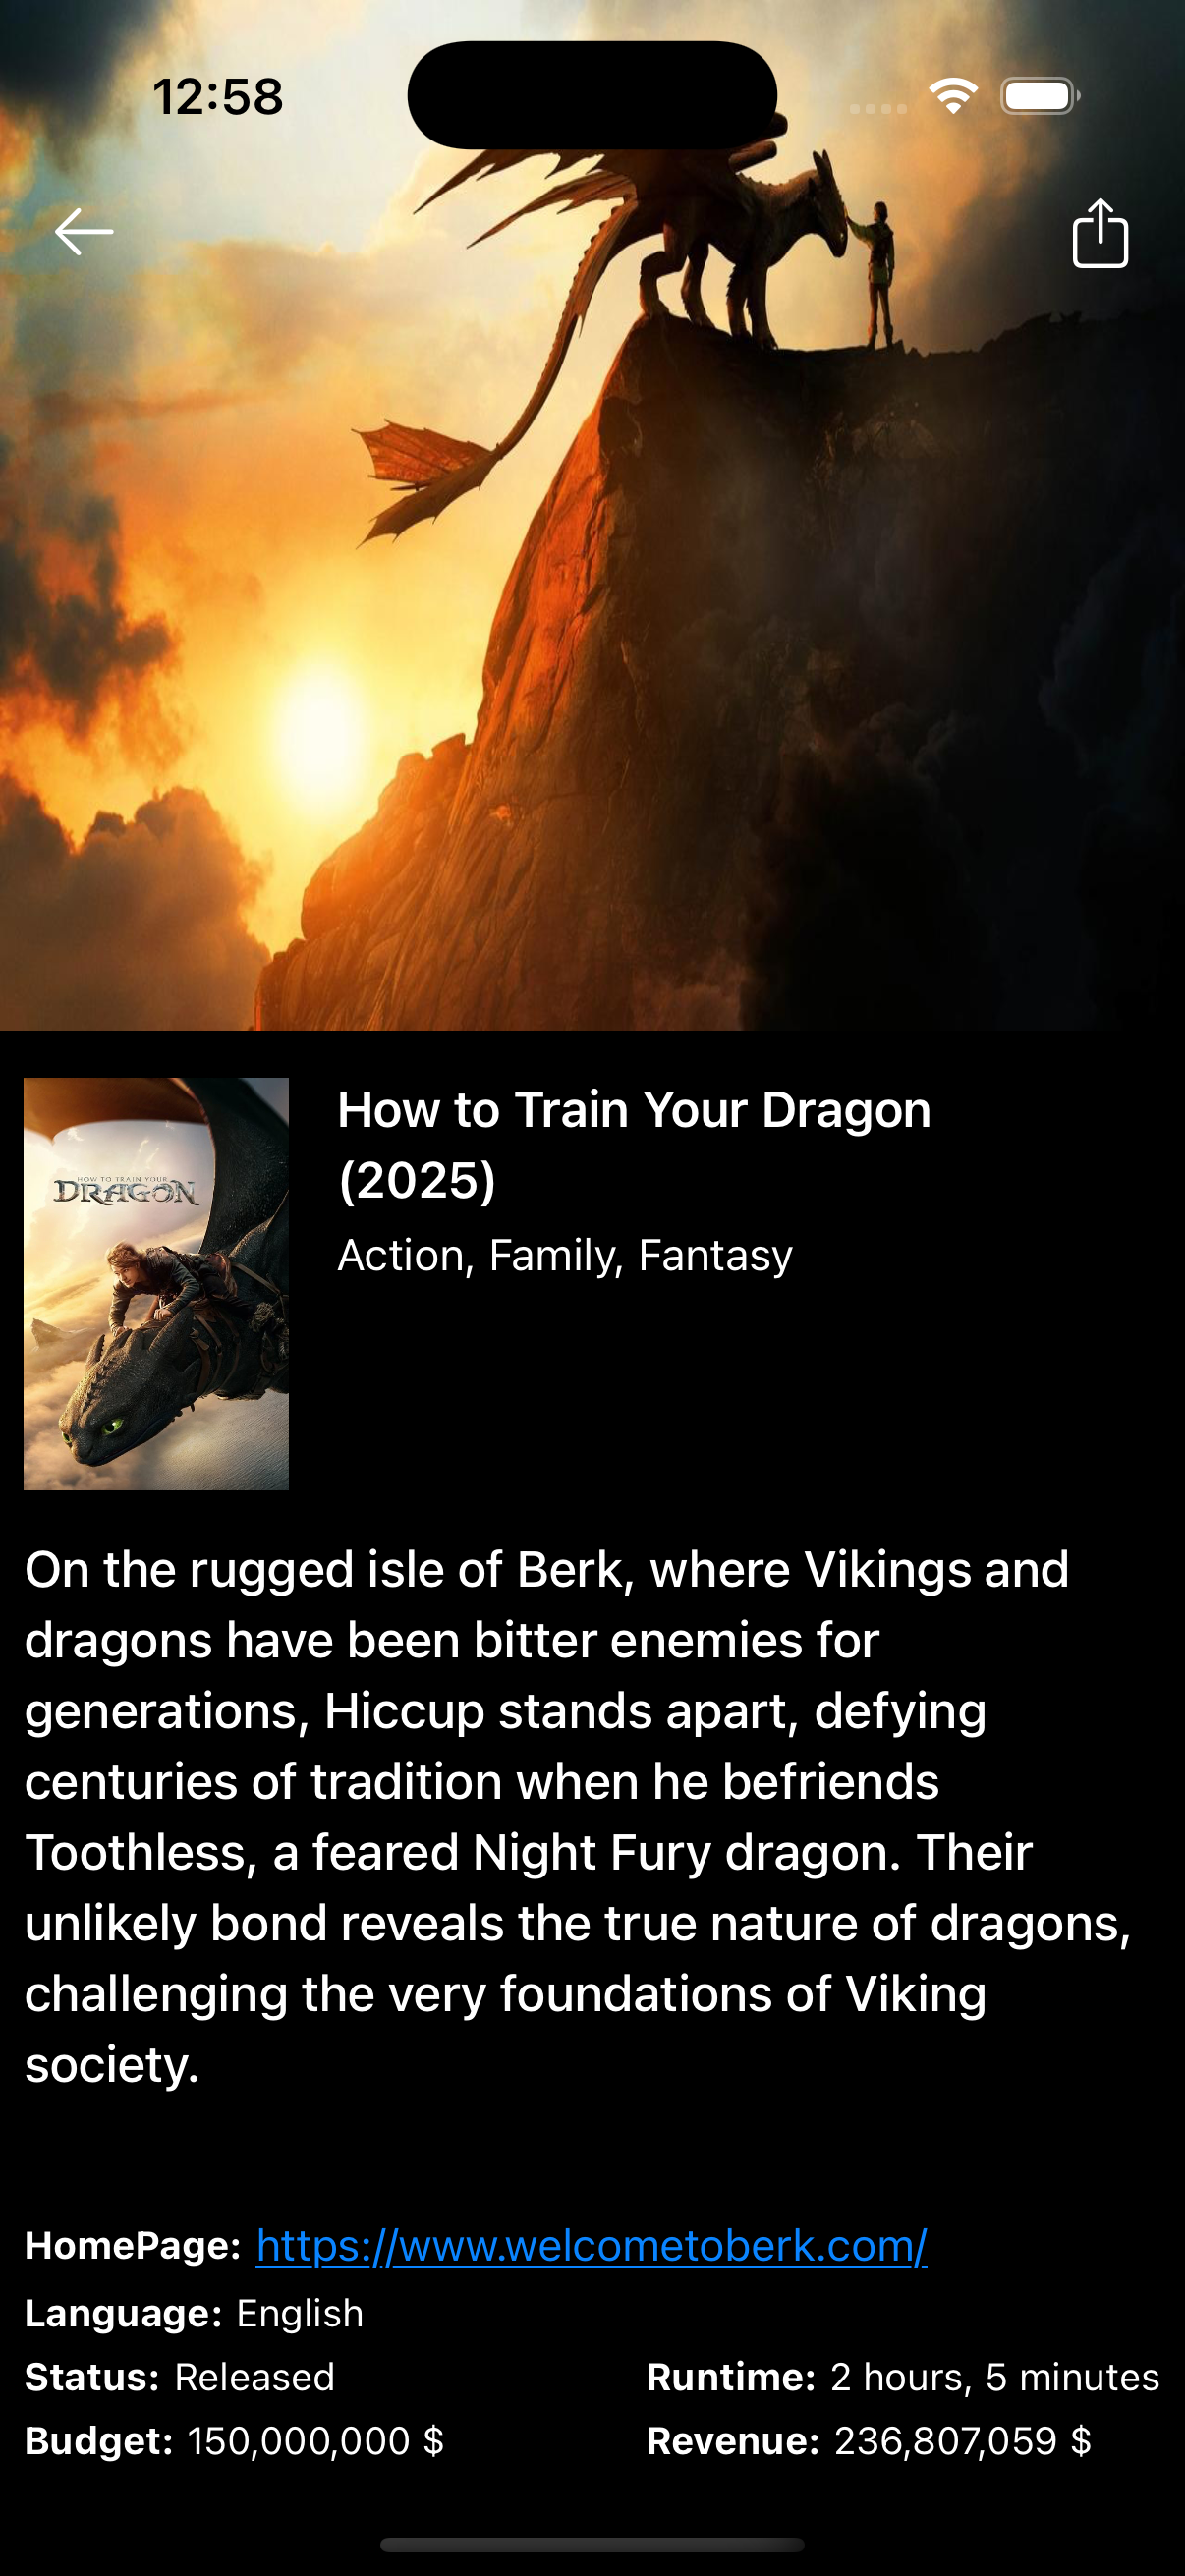 12:58
HOW TO TRAIN YOUR
DRAGON
How to Train Your Dragon
(2025)
Action, Family, Fantasy
On the rugged isle of Berk, where Vikings and
dragons have been bitter enemies for
generations, Hiccup stands apart, defying
centuries of tradition when he befriends
Toothless, a feared Night Fury dragon. Their
unlikely bond reveals the true nature of dragons,
challenging the very foundations of Viking
society.
HomePage: https://www.welcometoberk.com/
Language: English
Status: Released
Runtime: 2 hours, 5 minutes
Budget: 150,000,000 $
Revenue: 236,807,059 $